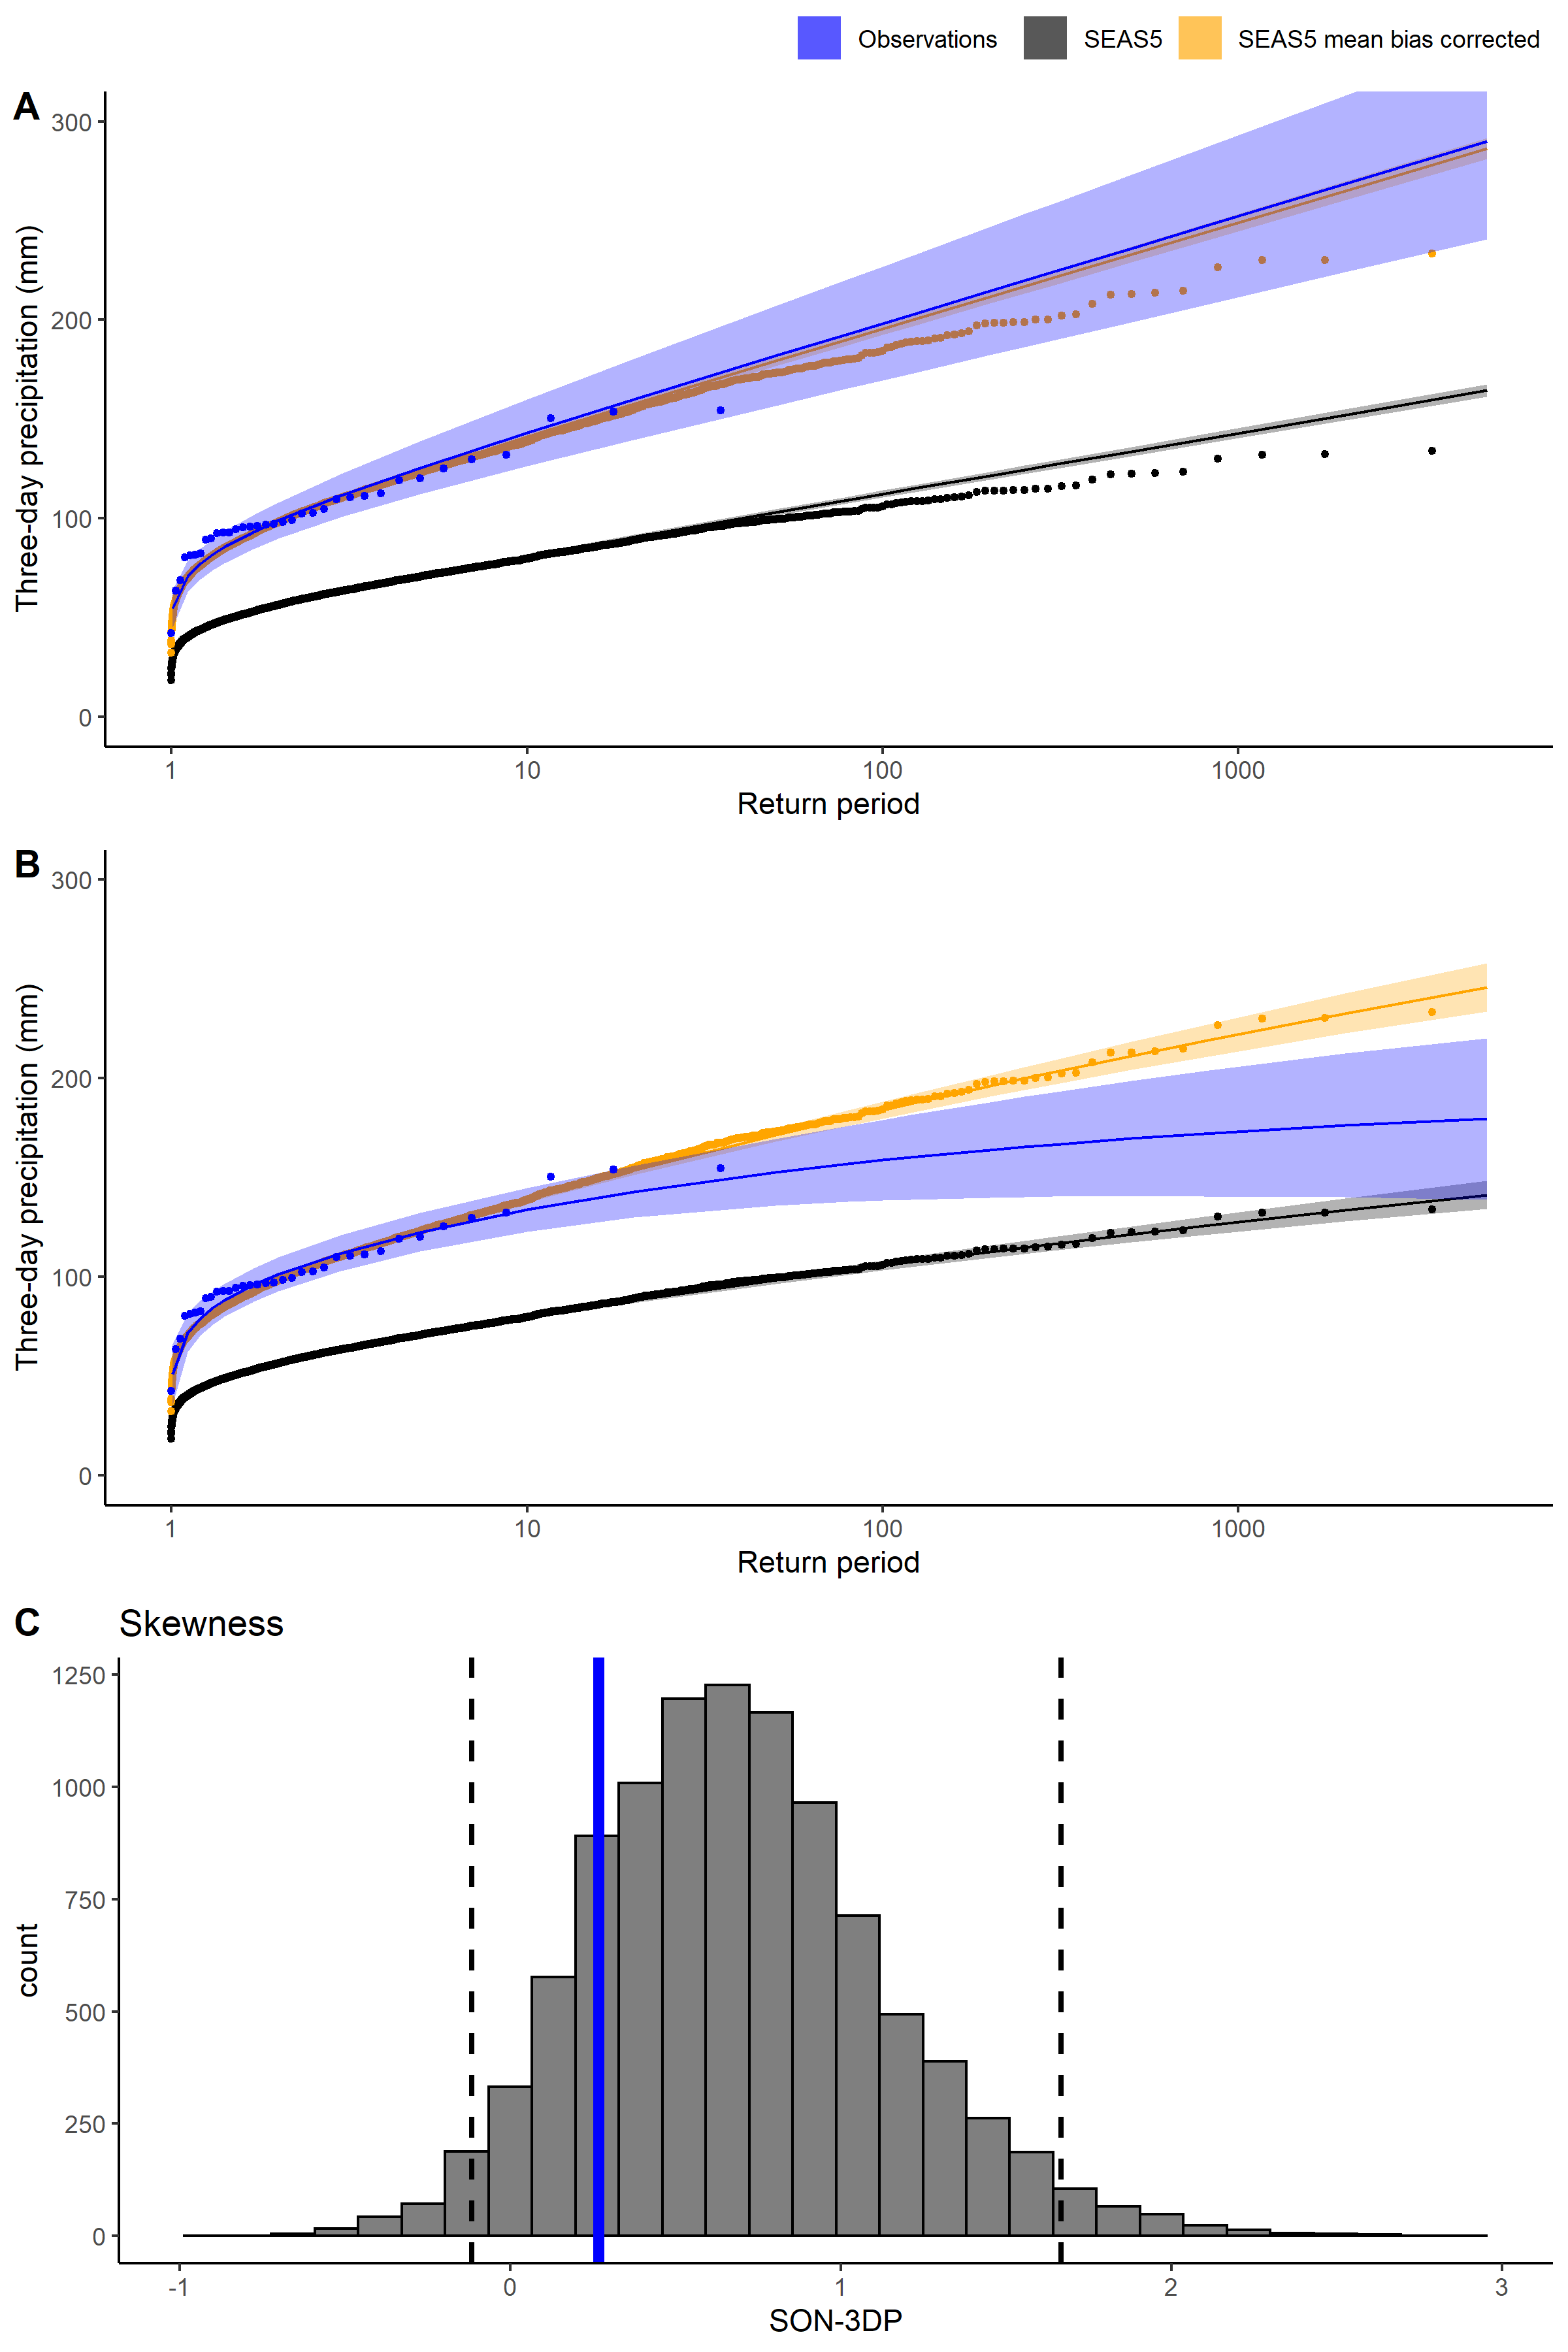 Observations SEAS5 SEAS5 mean bias corrected
A
300
200
100
0
Three-day precipitation (mm)
1 10 100 1000
Return period
B
300
200
100
0
Three-day precipitation (mm)
1 10 100 1000
Return period
C Skewness
1250
1000
750
500
250
0
count
-1 0 1 2 3
SON-3DP